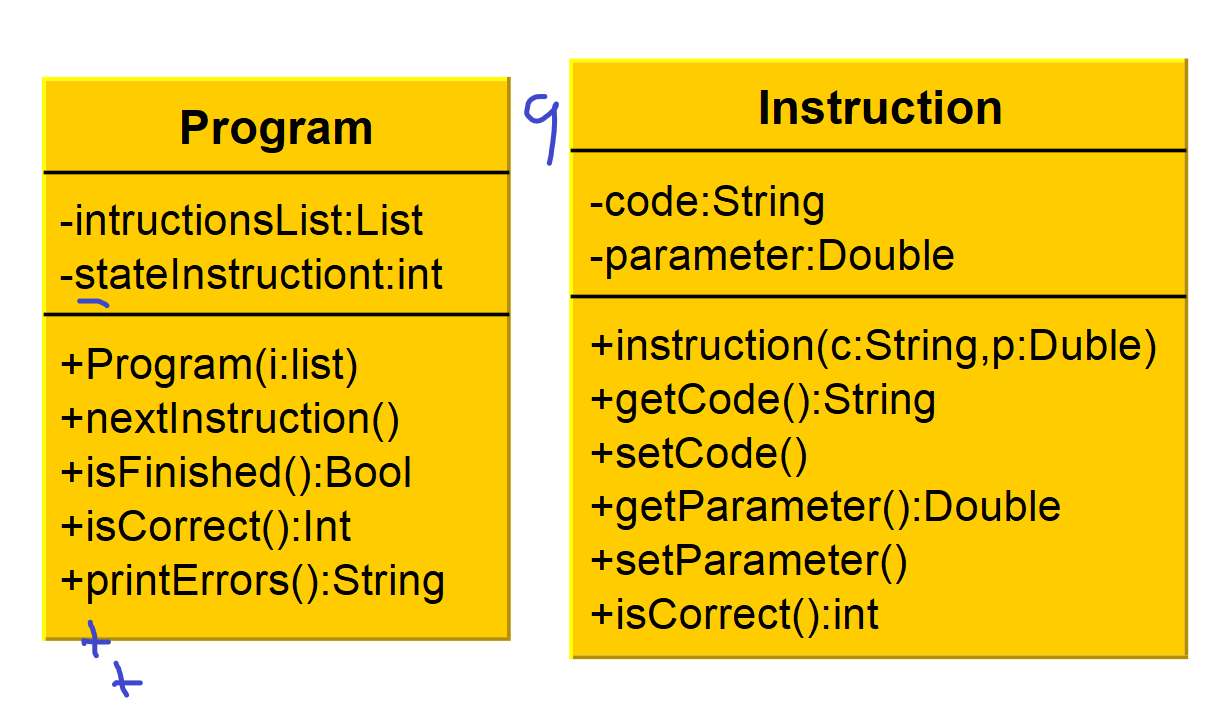 Program
-intructionsList:List
-stateInstructiont:int
+Program(i:list)
+nextInstruction()
+isFinished():Bool
+isCorrect():Int
+printErrors():String
+
+
9
Instruction
-code:String
-parameter:Double
+instruction(c:String,p:Duble)
+getCode():String
+setCode()
+getParameter():Double
+setParameter()
+isCorrect():int